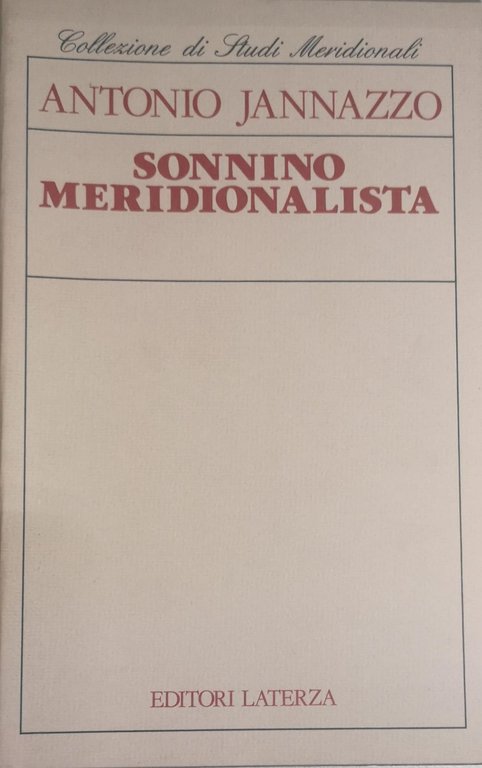 Collezione di Studi Meridionali
ANTONIO JANNAZZO
SONNINO
MERIDIONALISTA
EDITORI LATERZA